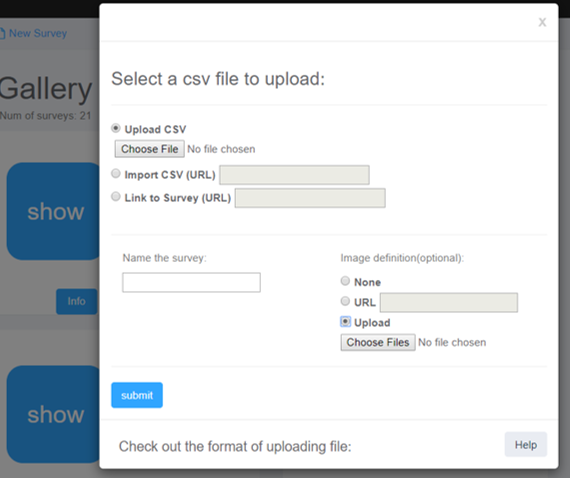 New Survey
x
Gallery
Num of surveys: 21
Select a csv file to upload:
Upload CSV
Choose File No file chosen
Import CSV (URL)
Link to Survey (URL)
show
Info
Name the survey:
Image definition(optional):
None
URL
Upload
Choose Files No file chosen
submit
show
Check out the format of uploading file:
Help